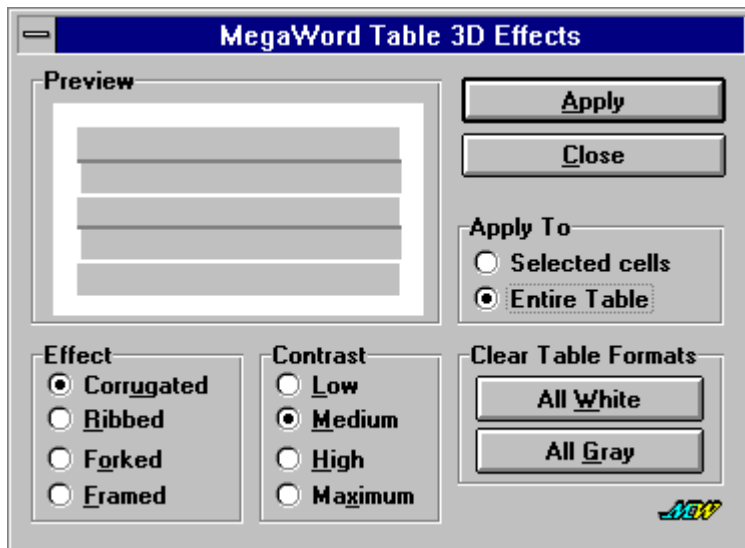 MegaWord Table 3D Effects
Preview
Apply
Close
Apply To
Selected cells
Entire Table
Effect
Corrugated
Ribbed
Forked
Framed
Contrast
Low
Medium
High
Maximum
Clear Table Formats
All White
All Gray
MW